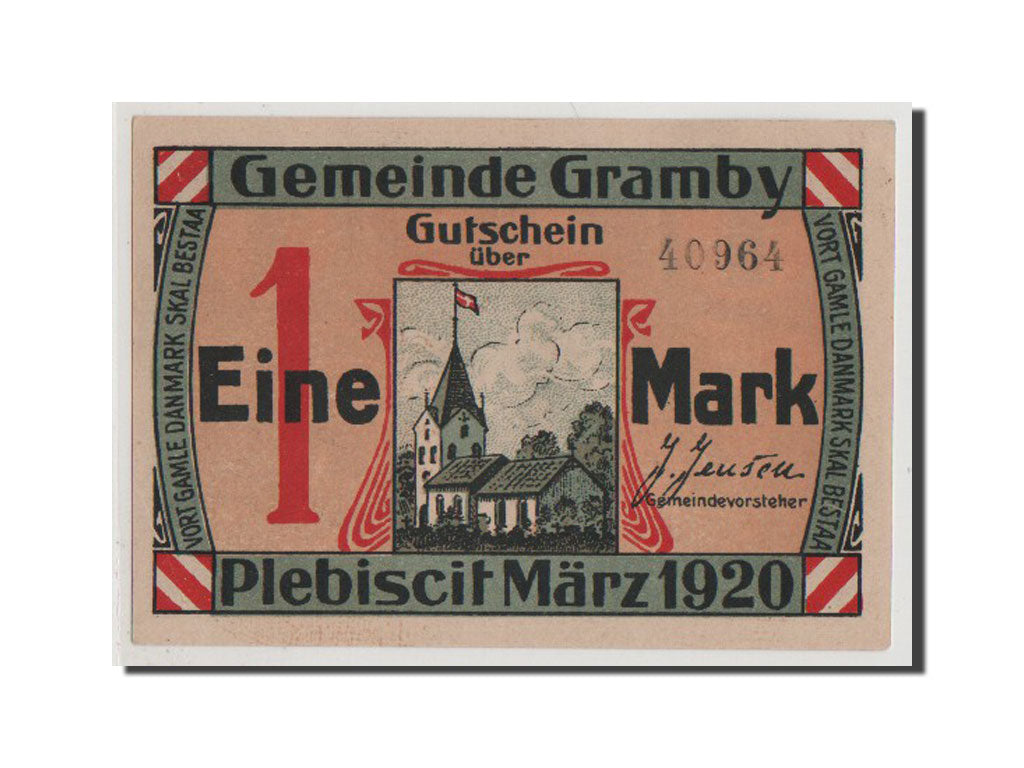 Gemeinde Gramby
Gutschein
über
40964
VORT GAMLE DANMARK SKAL BESTAA
1
Eine Mark
VORT GAMLE DANMARK SKAL BESTAA
J. Jensen
Gemeindevorsteher
Plebiscit März 1920